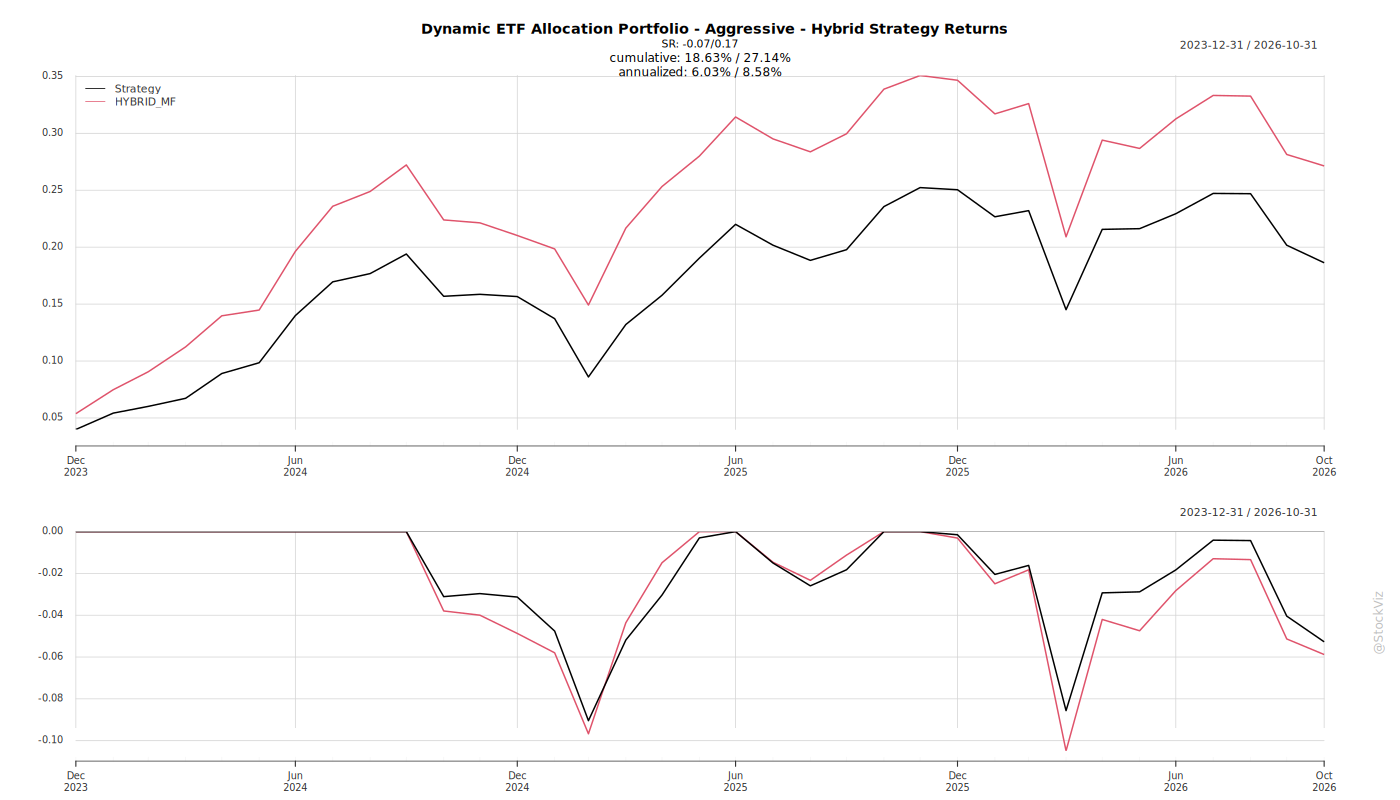 Dynamic ETF Allocation Portfolio - Aggressive - Hybrid Strategy Returns
SR: -0.07/0.17
cumulative: 18.63% / 27.14%
annualized: 6.03% / 8.58%
2023-12-31 / 2026-10-31
Strategy
HYBRID_MF
0.35
0.30
0.25
0.20
0.15
0.10
0.05
Dec
2023
Jun
2024
Dec
2024
Jun
2025
Dec
2025
Jun
2026
Oct
2026
2023-12-31 / 2026-10-31
0.00
-0.02
-0.04
-0.06
-0.08
-0.10
Dec
2023
Jun
2024
Dec
2024
Jun
2025
Dec
2025
Jun
2026
Oct
2026
@StockViz